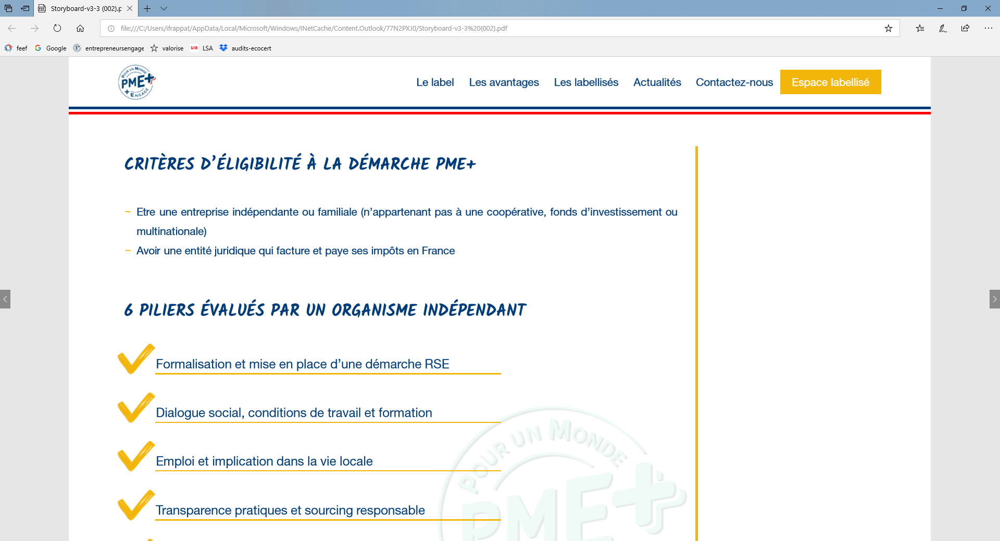 Storyboard-v3-3 (002).p
file:///C:/Users/ifrappat/AppData/Local/Microsoft/Windows/INetCache/Content.Outlook/77N2PXJ0/Storyboard-v3-3%20(002).pdf
feef Google entrepreneursengage valorise LSA audits-ecocert
POUR UN MONDE
PME+
+ ENGAGÉ
Le label Les avantages Les labellisés Actualités Contactez-nous Espace labellisé
CRITÈRES D’ÉLIGIBILITÉ À LA DÉMARCHE PME+
– Etre une entreprise indépendante ou familiale (n’appartenant pas à une coopérative, fonds d’investissement ou
multinationale)
– Avoir une entité juridique qui facture et paye ses impôts en France
6 PILIERS ÉVALUÉS PAR UN ORGANISME INDÉPENDANT
Formalisation et mise en place d’une démarche RSE
Dialogue social, conditions de travail et formation
Emploi et implication dans la vie locale
Transparence pratiques et sourcing responsable
POUR UN MONDE
PME+